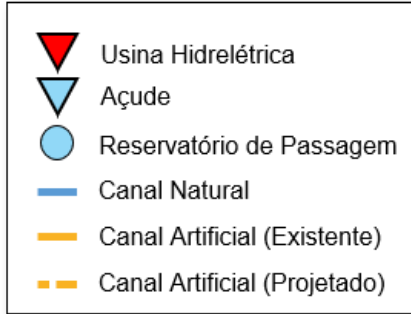 Usina Hidrelétrica
Açude
Reservatório de Passagem
Canal Natural
Canal Artificial (Existente)
Canal Artificial (Projetado)